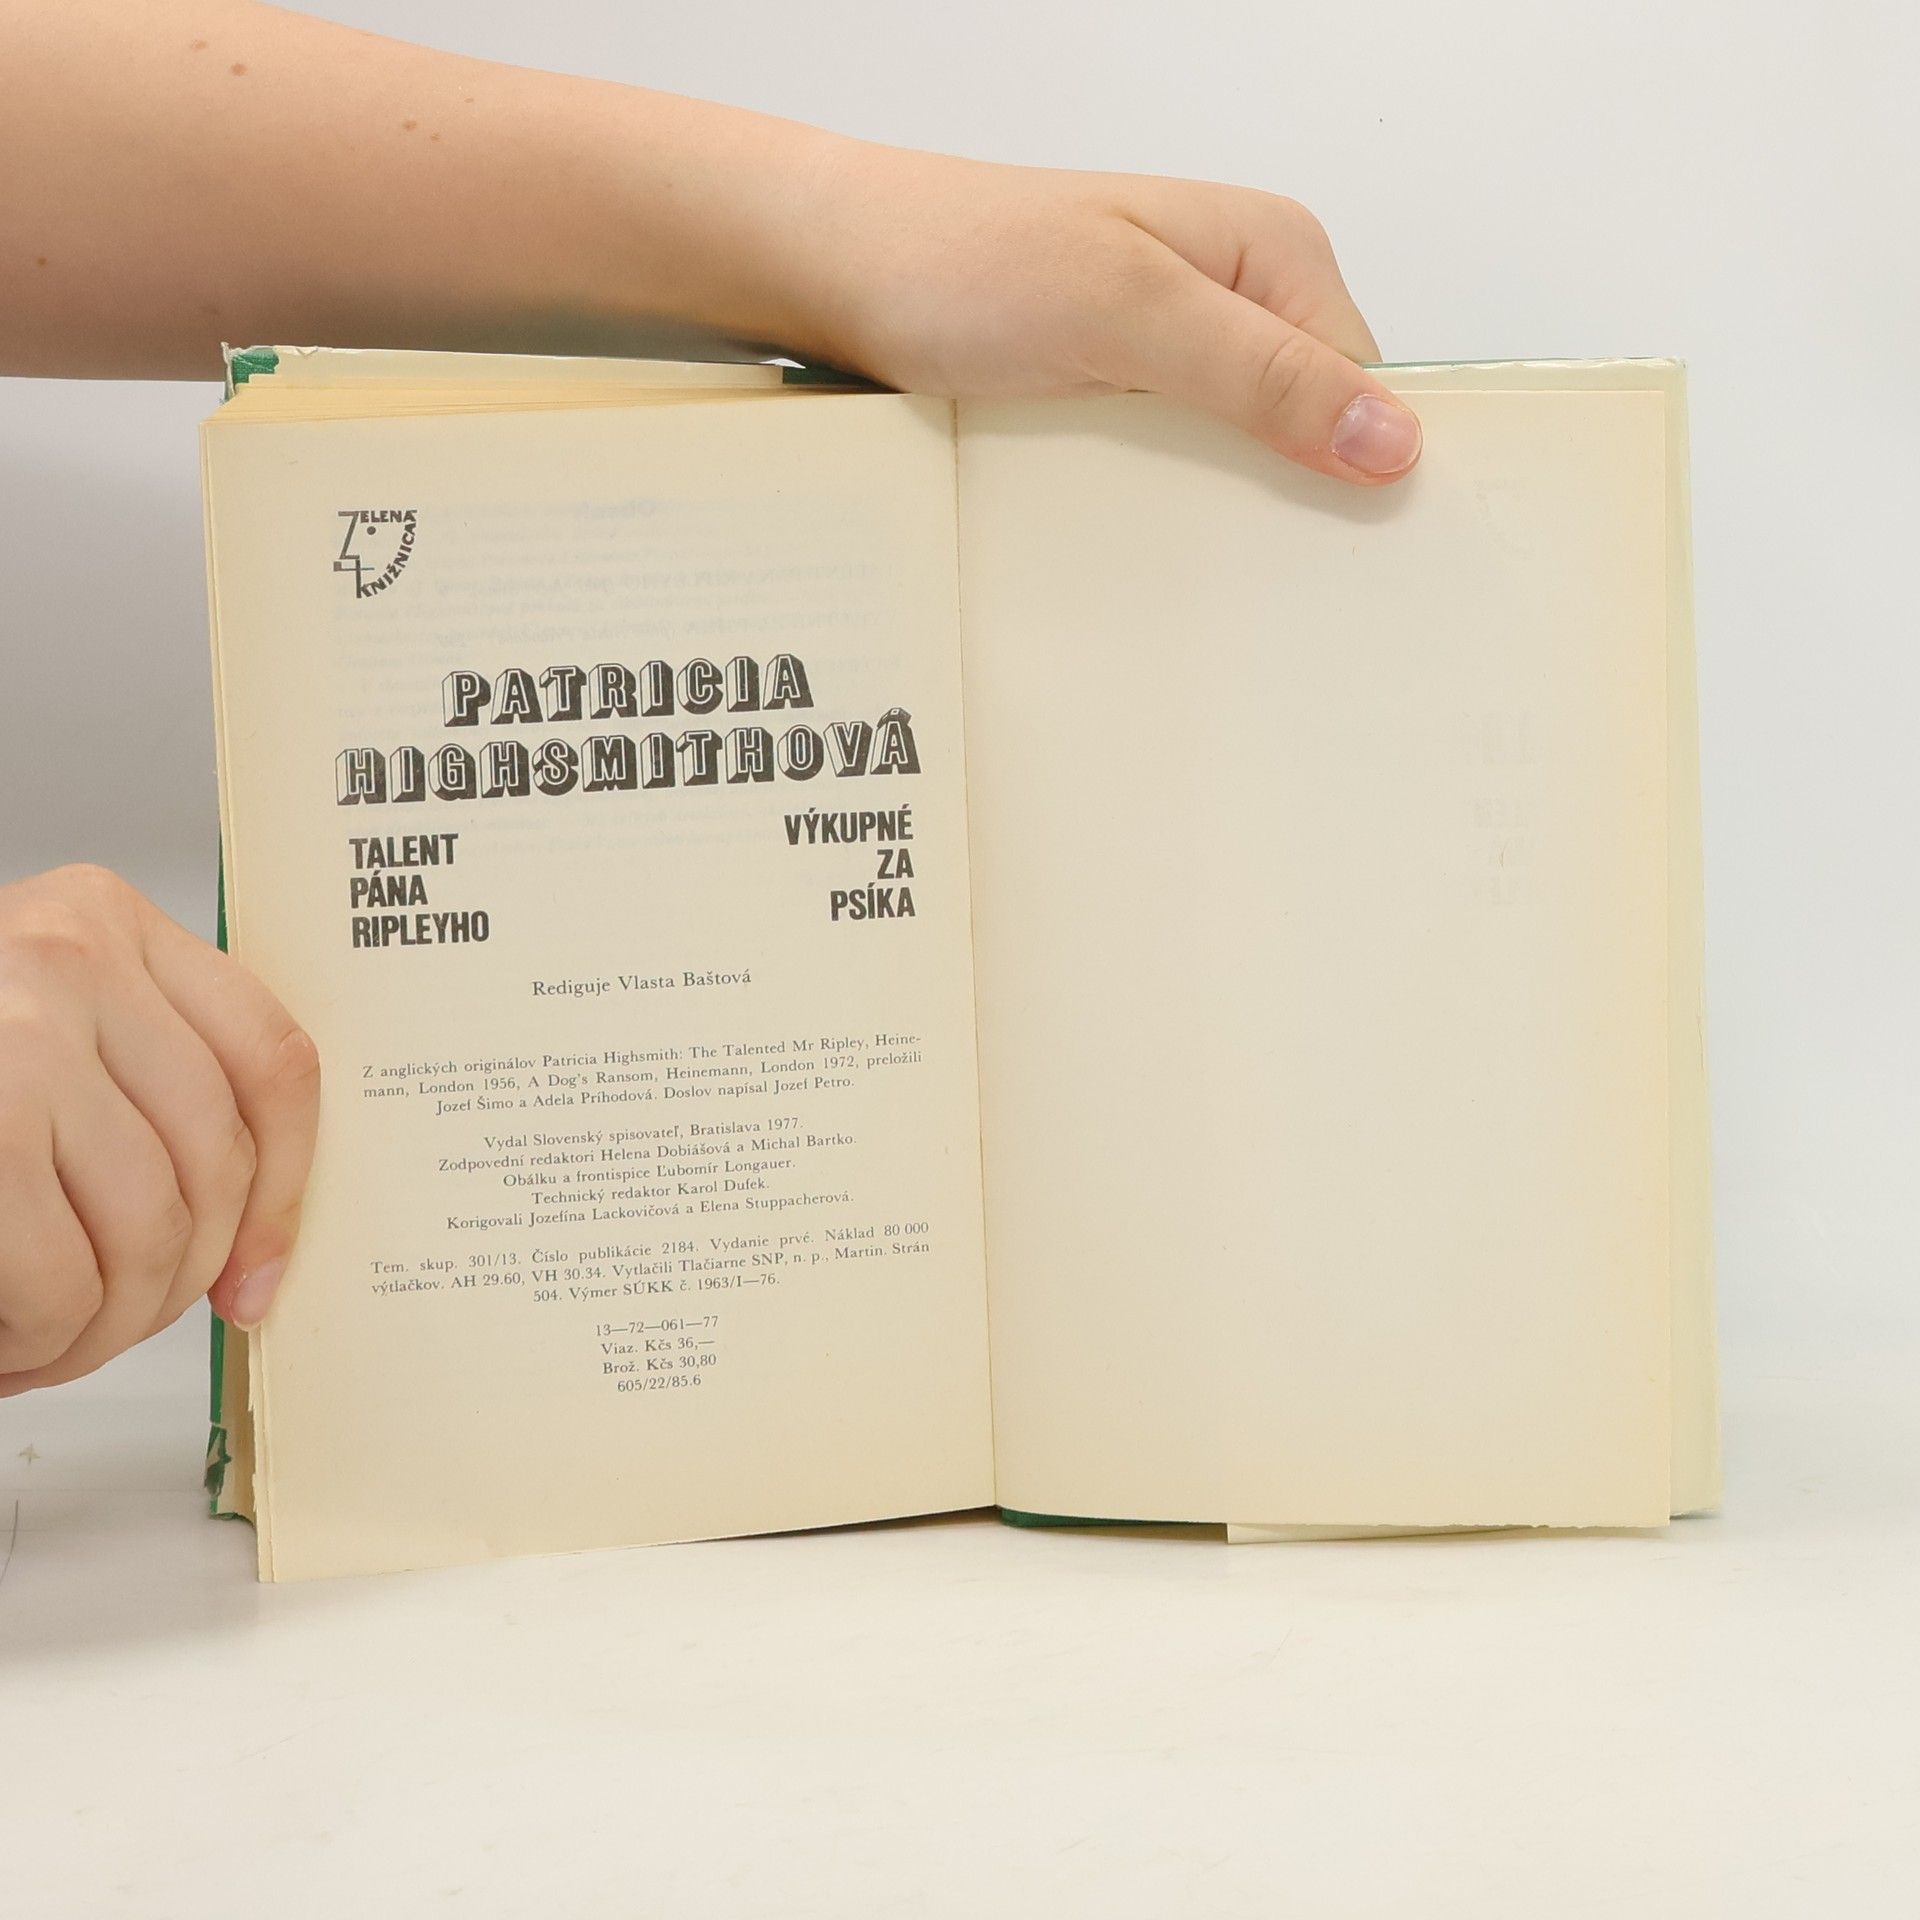 ZELENÁ
KNIŽNICA
PATRICIA
HIGHSMITHOVÁ
TALENT
PÁNA
RIPLEYHO
VÝKUPNÉ
ZA
PSÍKA
Rediguje Vlasta Baštová
Z anglických originálov Patricia Highsmith: The Talented Mr Ripley, Heine-
mann, London 1956, A Dog's Ransom, Heinemann, London 1972, preložili
Jozef Šimo a Adela Príhodová. Doslov napísal Jozef Petro.
Vydal Slovenský spisovateľ, Bratislava 1977.
Zodpovední redaktori Helena Dobiášová a Michal Bartko.
Obálku a frontispice Ľubomír Longauer.
Technický redaktor Karol Dufek.
Korigovali Jozefína Lackovičová a Elena Stuppacherová.
Tem. skup. 301/13. Číslo publikácie 2184. Vydanie prvé. Náklad 80 000
výtlačkov. AH 29.60, VH 30.34. Vytlačili Tlačiarne SNP, n. p., Martin. Strán
504. Výmer SÚKK č. 1963/I—76.
13—72—061—77
Viaz. Kčs 36,—
Brož. Kčs 30,80
605/22/85.6